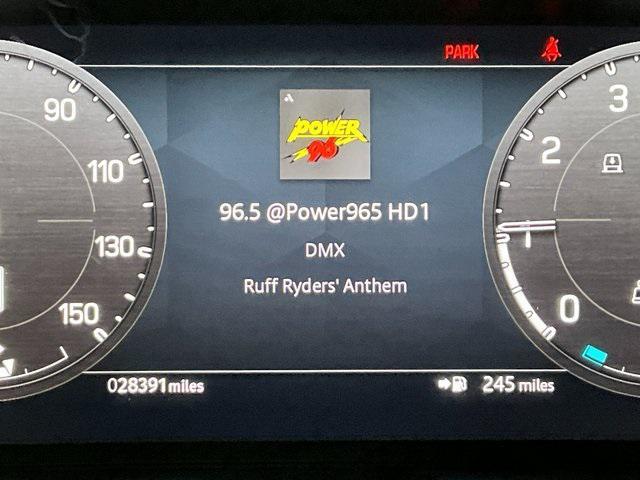 PARK
POWER
96
96.5 @Power965 HD1
DMX
Ruff Ryders' Anthem
90
110
130
150
3
2
1
0
028391 miles
245 miles